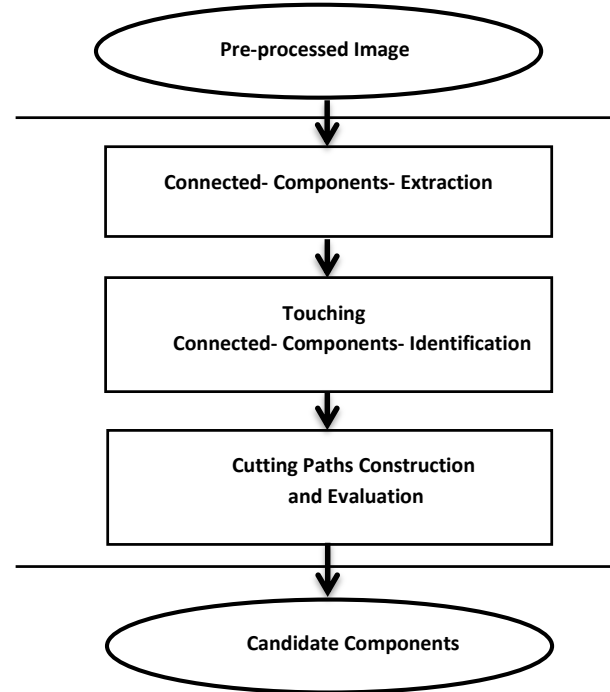 Pre-processed Image
Connected- Components- Extraction
Touching
Connected- Components- Identification
Cutting Paths Construction
and Evaluation
Candidate Components